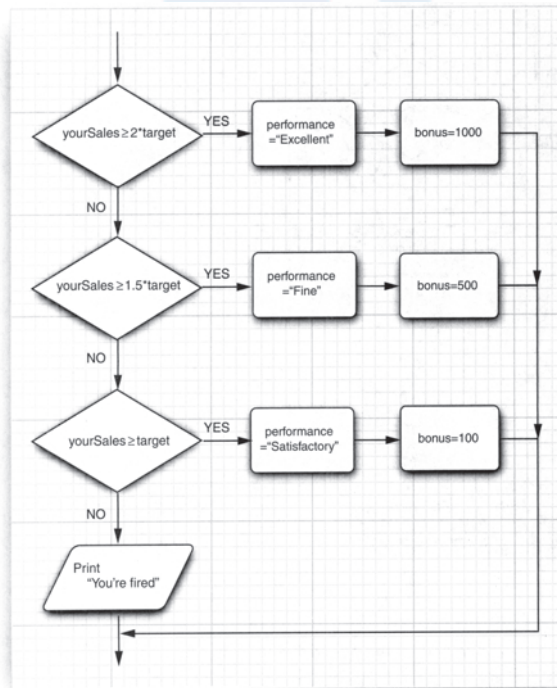 yourSales≥2*target
YES
performance
="Excellent"
bonus=1000
NO
yourSales≥1.5*target
YES
performance
="Fine"
bonus=500
NO
yourSales≥target
YES
performance
="Satisfactory"
bonus=100
NO
Print
"You're fired"